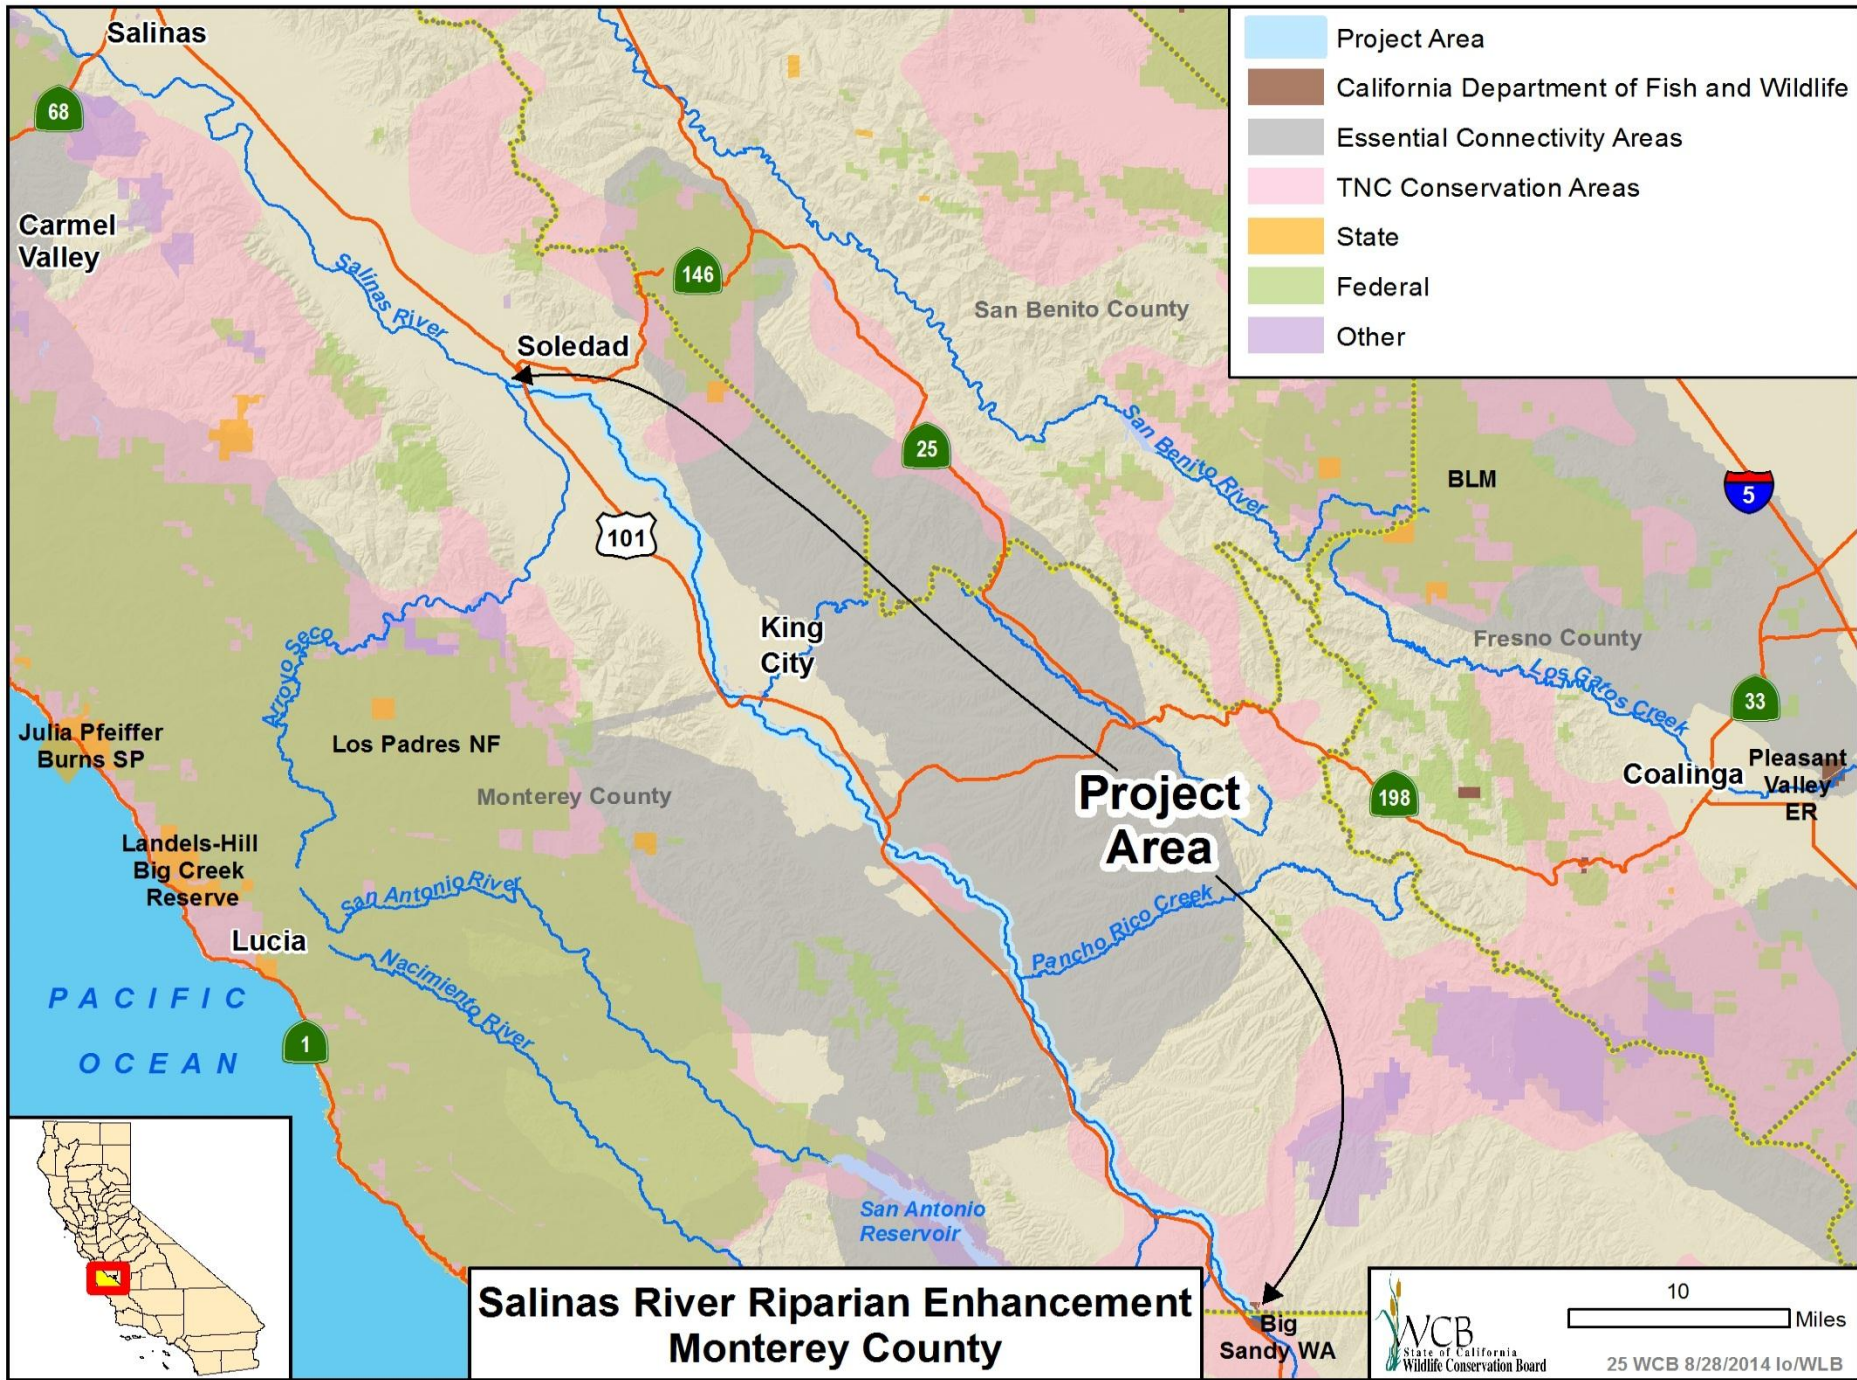 Salinas
68
Carmel
Valley
Salinas River
Soledad
146
San Benito County
25
San Benito River
BLM
5
101
King
City
Fresno County
Los Gatos Creek
33
Arroyo Seco
Julia Pfeiffer
Burns SP
Los Padres NF
Monterey County
Project
Area
198
Coalinga
Pleasant
Valley
ER
Landels-Hill
Big Creek
Reserve
San Antonio River
Lucia
Pancho Rico Creek
Nacimiento River
PACIFIC
OCEAN
1
San Antonio
Reservoir
Big
Sandy WA
Project Area
California Department of Fish and Wildlife
Essential Connectivity Areas
TNC Conservation Areas
State
Federal
Other
Salinas River Riparian Enhancement
Monterey County
WCB
State of California
Wildlife Conservation Board
10
Miles
25 WCB 8/28/2014 lo/WLB